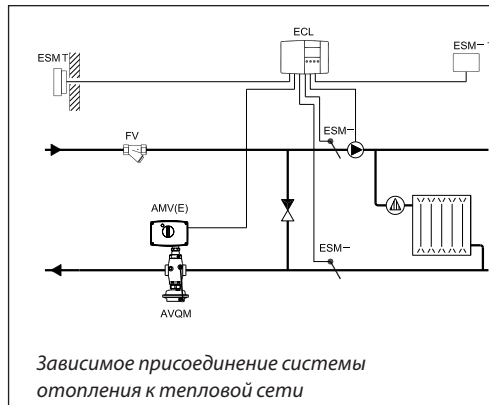 ECL
ESM T
ESM–
FV
ESM–
AMV(E)
ESM–
AVQM
Зависимое присоединение системы
отопления к тепловой сети